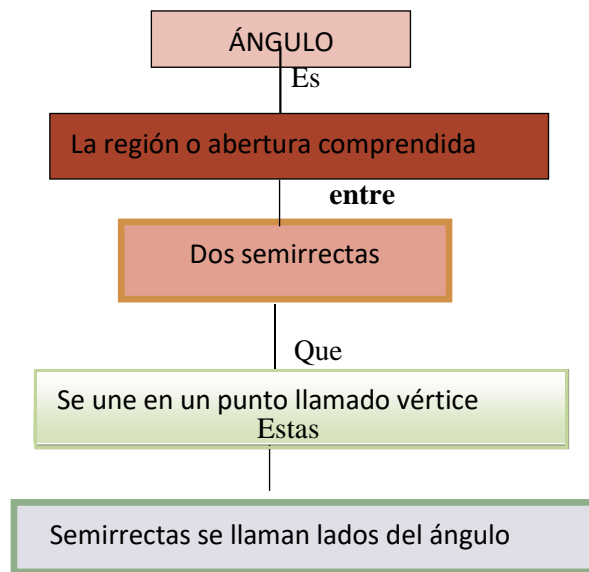 ÁNGULO
Es
La región o abertura comprendida
entre
Dos semirrectas
Que
Se une en un punto llamado vértice
Estas
Semirrectas se llaman lados del ángulo